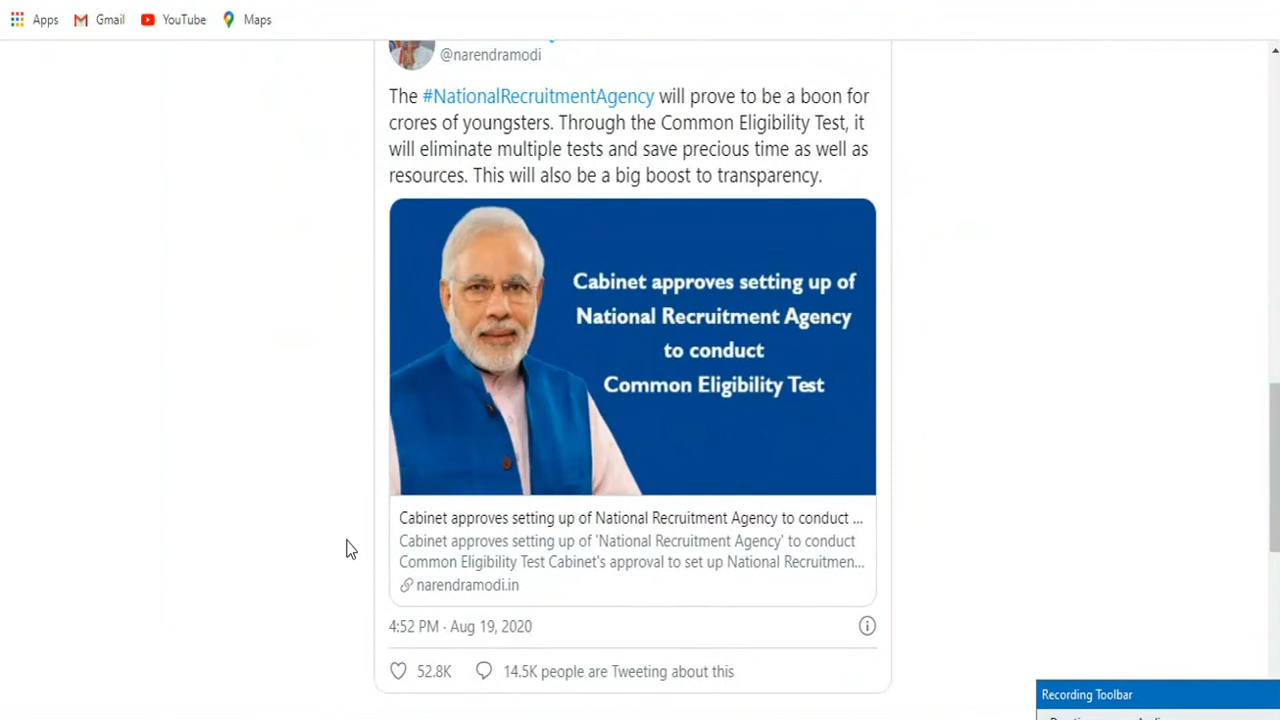 Apps Gmail YouTube Maps
@narendramodi
The #NationalRecruitmentAgency will prove to be a boon for
crores of youngsters. Through the Common Eligibility Test, it
will eliminate multiple tests and save precious time as well as
resources. This will also be a big boost to transparency.
Cabinet approves setting up of
National Recruitment Agency
to conduct
Common Eligibility Test
Cabinet approves setting up of National Recruitment Agency to conduct ...
Cabinet approves setting up of 'National Recruitment Agency' to conduct
Common Eligibility Test Cabinet's approval to set up National Recruitmen...
narendramodi.in
4:52 PM · Aug 19, 2020
52.8K 14.5K people are Tweeting about this
Recording Toolbar